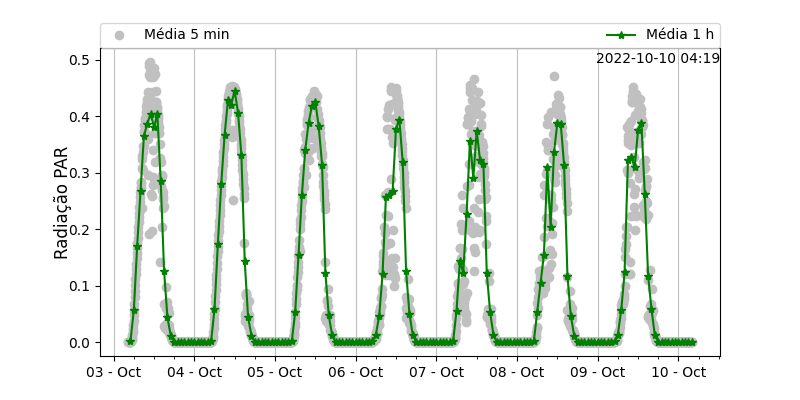 Média 5 min
Média 1 h
2022-10-10 04:19
Radiação PAR
0.5
0.4
0.3
0.2
0.1
0.0
03 - Oct
04 - Oct
05 - Oct
06 - Oct
07 - Oct
08 - Oct
09 - Oct
10 - Oct